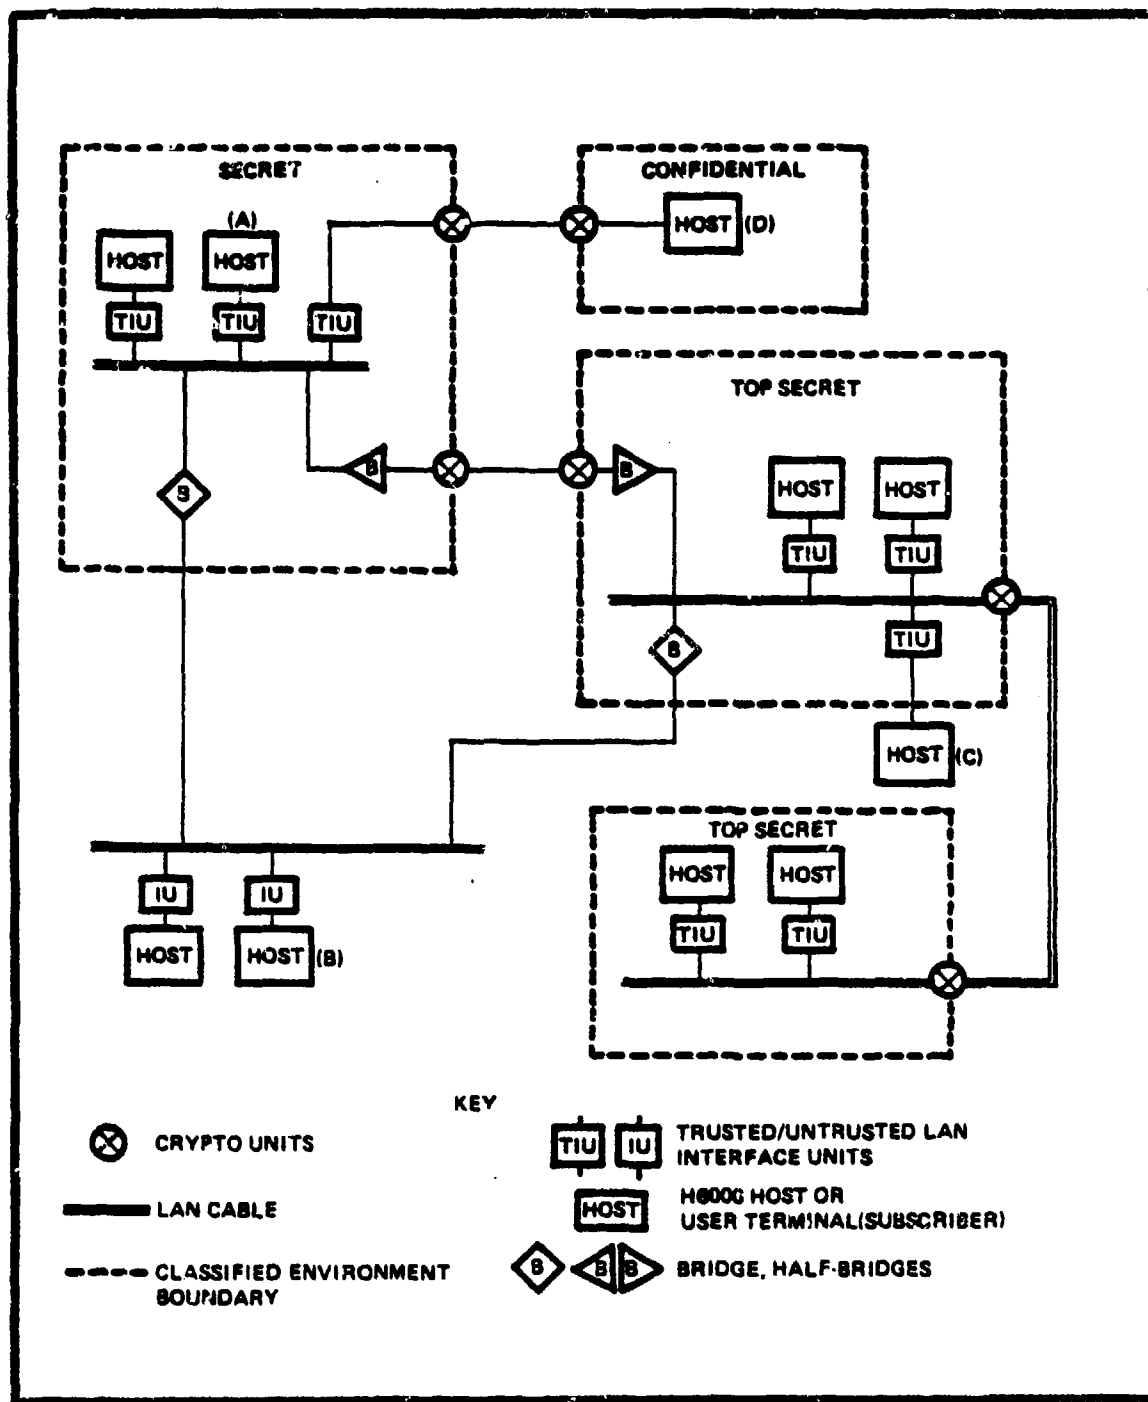 SECRET
CONFIDENTIAL
(A)
HOST
HOST
HOST
(D)
TIU
TIU
TIU
TOP SECRET
B
B
B
HOST
HOST
TIU
TIU
TIU
B
HOST
(C)
TOP SECRET
HOST
HOST
IU
IU
TIU
TIU
HOST
HOST
(B)
KEY
CRYPTO UNITS
TIU
IU
TRUSTED/UNTRUSTED LAN
INTERFACE UNITS
LAN CABLE
HOST
HOST OR
USER TERMINAL(SUBSCRIBER)
CLASSIFIED ENVIRONMENT
BOUNDARY
B
B
B
BRIDGE, HALF-BRIDGES